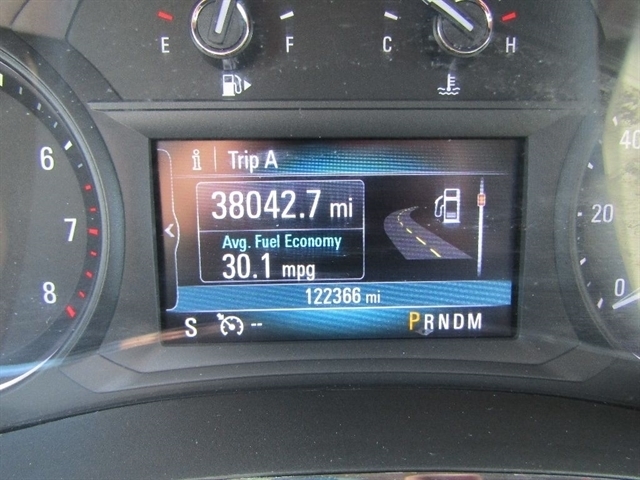 E F C H
i Trip A
38042.7 mi
Avg. Fuel Economy
30.1 mpg
122366 mi
S -- PRNDM
6
7
8
40
20
0